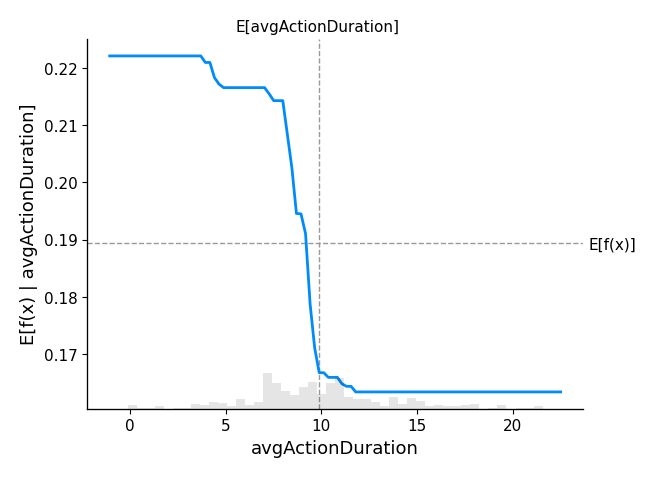 E[avgActionDuration]
E[f(x) | avgActionDuration]
0.22
0.21
0.20
0.19
0.18
0.17
E[f(x)]
0
5
10
15
20
avgActionDuration